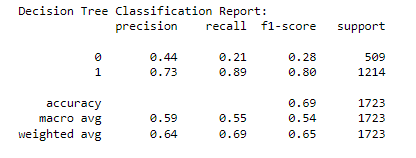 Decision Tree Classification Report:
precision recall f1-score support
0 0.44 0.21 0.28 509
1 0.73 0.89 0.80 1214
accuracy 0.69 1723
macro avg 0.59 0.55 0.54 1723
weighted avg 0.64 0.69 0.65 1723